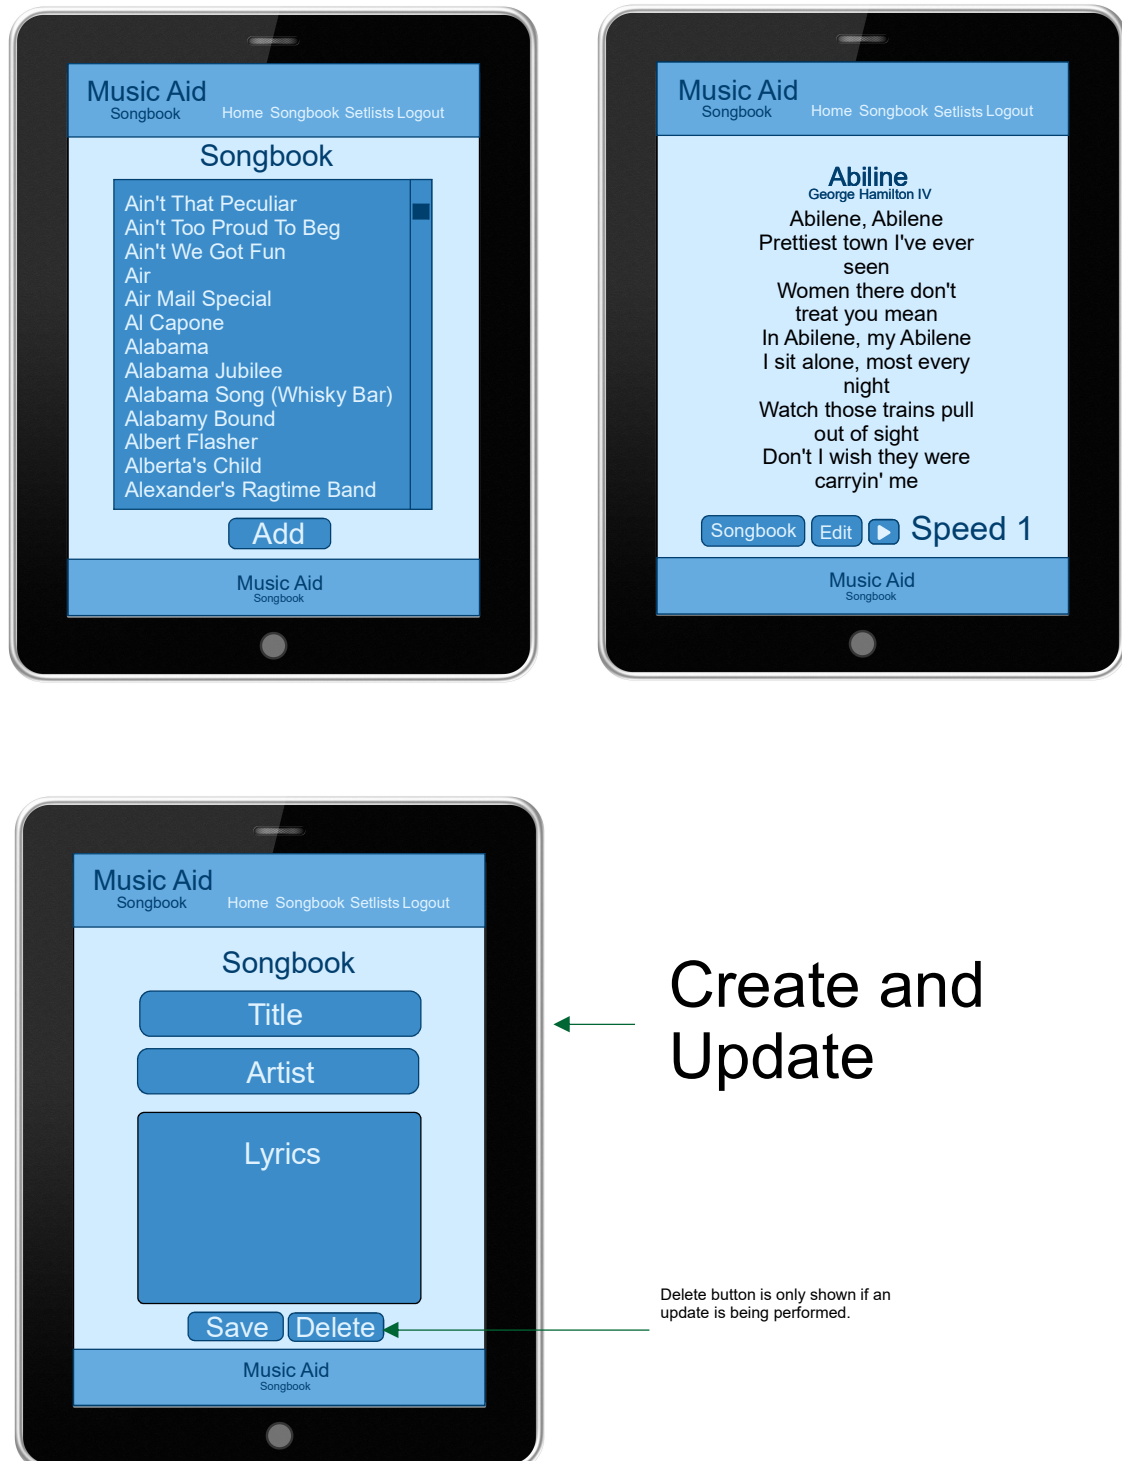 Music Aid
Songbook
Home Songbook Setlists Logout
Songbook
Ain't That Peculiar
Ain't Too Proud To Beg
Ain't We Got Fun
Air
Air Mail Special
Al Capone
Alabama
Alabama Jubilee
Alabama Song (Whisky Bar)
Alabamy Bound
Albert Flasher
Alberta's Child
Alexander's Ragtime Band
Add
Music Aid
Songbook
Music Aid
Songbook
Home Songbook Setlists Logout
Abiline
George Hamilton IV
Abilene, Abilene
Prettiest town I've ever
seen
Women there don't
treat you mean
In Abilene, my Abilene
I sit alone, most every
night
Watch those trains pull
out of sight
Don't I wish they were
carryin' me
Songbook Edit Speed 1
Music Aid
Songbook
Music Aid
Songbook
Home Songbook Setlists Logout
Songbook
Title
Artist
Lyrics
Save Delete
Music Aid
Songbook
Create and
Update
Delete button is only shown if an
update is being performed.